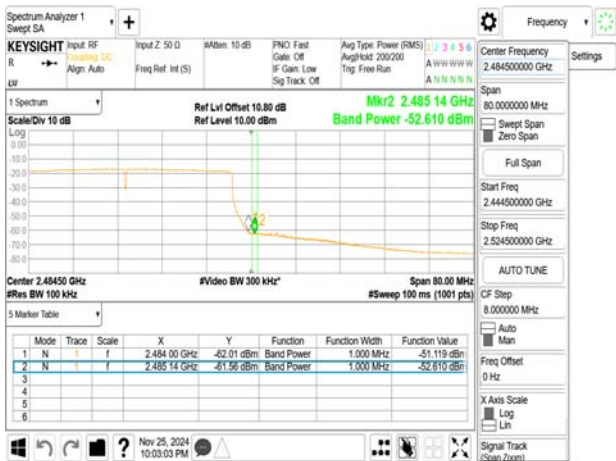 Spectrum Analyzer 1
Swept SA
Frequency
KEYSIGHT
R
Input: RF
Coupling: DC
Align: Auto
Input Z: 50 Ω
Freq Ref: Int (S)
#Atten: 10 dB
PNO: Fast
Gate: Off
IF Gain: Low
Sig Track: Off
Avg Type: Power (RMS)
Avg|Hold: 200/200
Trig: Free Run
1 2 3 4 5 6
A W W W W W
A N N N N N
Center Frequency
2.484500000 GHz
Settings
Span
80.0000000 MHz
Swept Span
Zero Span
Full Span
Start Freq
2.444500000 GHz
Stop Freq
2.524500000 GHz
AUTO TUNE
CF Step
8.000000 MHz
Auto
Man
Freq Offset
0 Hz
X Axis Scale
Log
Lin
Signal Track
(Span Zoom)
1 Spectrum
Scale/Div 10 dB
Ref Lvl Offset 10.80 dB
Ref Level 10.00 dBm
Mkr2 2.485 14 GHz
Band Power -52.610 dBm
Log
0.00
-10.0
-20.0
-30.0
-40.0
-50.0
-60.0
-70.0
-80.0
2
Center 2.48450 GHz
#Res BW 100 kHz
#Video BW 300 kHz*
Span 80.00 MHz
#Sweep 100 ms (1001 pts)
5 Marker Table
Mode Trace Scale X Y Function Function Width Function Value
1 N 1 f 2.484 00 GHz -62.01 dBm Band Power 1.000 MHz -51.119 dBm
2 N 1 f 2.485 14 GHz -61.56 dBm Band Power 1.000 MHz -52.610 dBm
3
4
5
6
?
Nov 25, 2024
10:03:03 PM